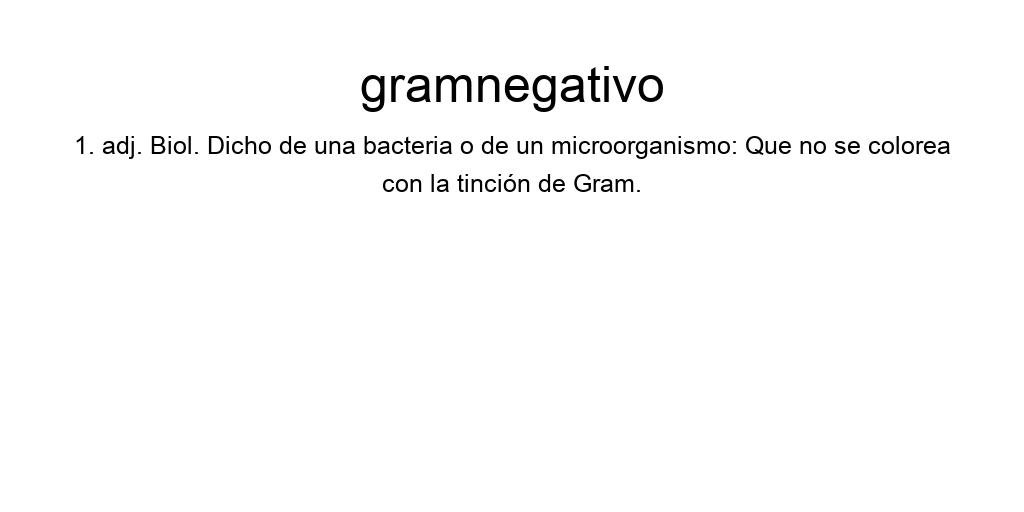 gramnegativo
1. adj. Biol. Dicho de una bacteria o de un microorganismo: Que no se colorea
con la tinción de Gram.